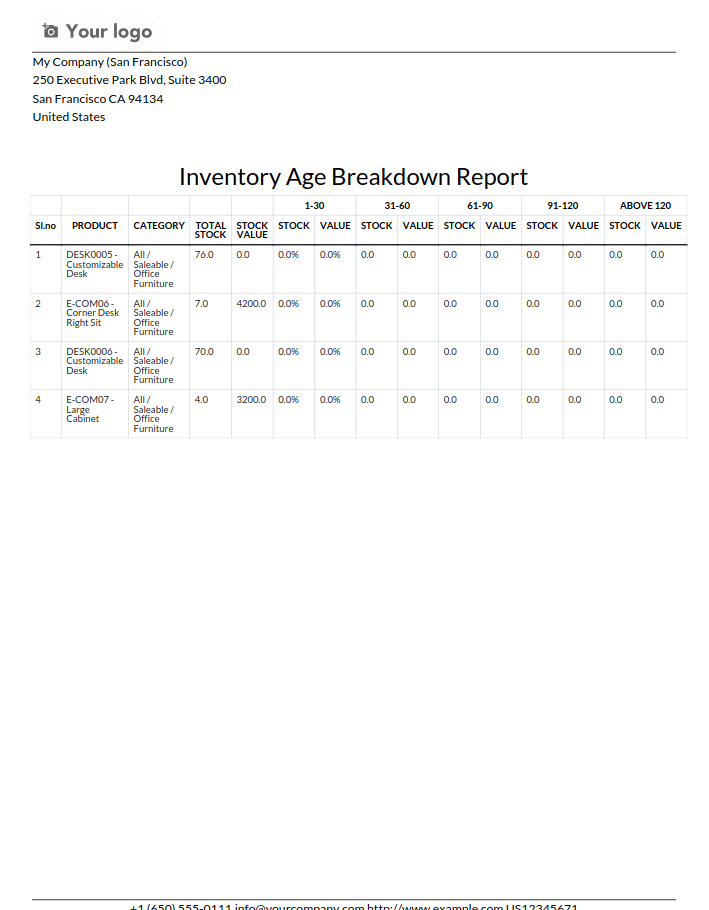 Your logo
My Company (San Francisco)
250 Executive Park Blvd, Suite 3400
San Francisco CA 94134
United States
Inventory Age Breakdown Report
1-30 31-60 61-90 91-120 ABOVE 120
Sl.no PRODUCT CATEGORY TOTAL STOCK STOCK VALUE STOCK VALUE STOCK VALUE STOCK VALUE STOCK VALUE STOCK VALUE
1 DESK0005 - Customizable Desk All / Saleable / Office Furniture 76.0 0.0 0.0% 0.0% 0.0 0.0 0.0 0.0 0.0 0.0 0.0 0.0
2 E-COM06 - Corner Desk Right Sit All / Saleable / Office Furniture 7.0 4200.0 0.0% 0.0% 0.0 0.0 0.0 0.0 0.0 0.0 0.0 0.0
3 DESK0006 - Customizable Desk All / Saleable / Office Furniture 70.0 0.0 0.0% 0.0% 0.0 0.0 0.0 0.0 0.0 0.0 0.0 0.0
4 E-COM07 - Large Cabinet All / Saleable / Office Furniture 4.0 3200.0 0.0% 0.0% 0.0 0.0 0.0 0.0 0.0 0.0 0.0 0.0
+1 (650) 555-0111 info@yourcompany.com http://www.example.com US12345671